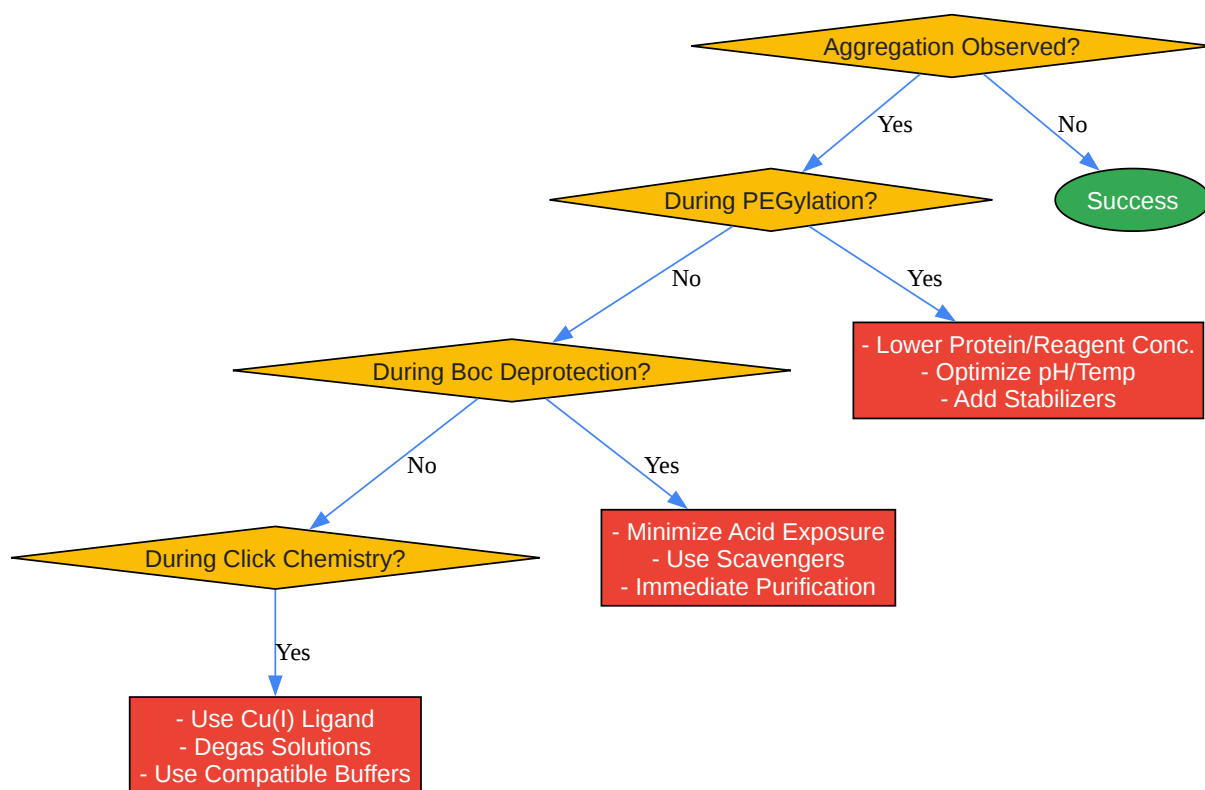 Aggregation Observed?
Yes
No
During PEGylation?
Success
No
Yes
During Boc Deprotection?
- Lower Protein/Reagent Conc.
- Optimize pH/Temp
- Add Stabilizers
No
Yes
During Click Chemistry?
- Minimize Acid Exposure
- Use Scavengers
- Immediate Purification
Yes
- Use Cu(I) Ligand
- Degas Solutions
- Use Compatible Buffers